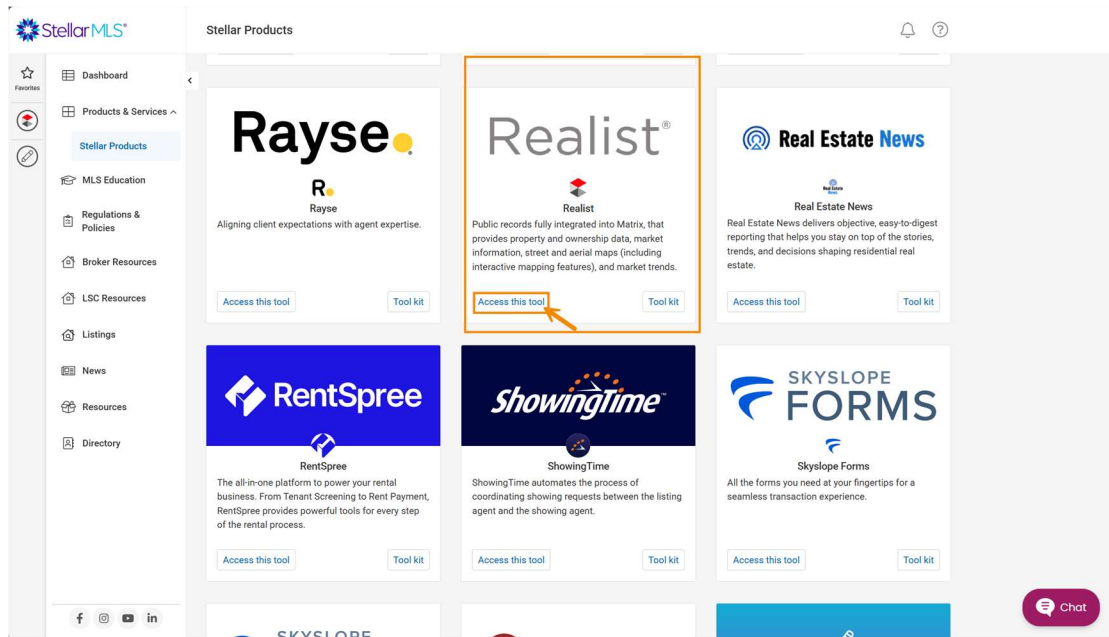 StellarMLS®
Stellar Products
Favorites
Dashboard
Products & Services
Stellar Products
MLS Education
Regulations &
Policies
Broker Resources
LSC Resources
Listings
News
Resources
Directory
Rayse
R
Rayse
Aligning client expectations with agent expertise.
Access this tool
Tool kit
Realist®
Realist
Public records fully integrated into Matrix, that
provides property and ownership data, market
information, street and aerial maps (including
interactive mapping features), and market trends.
Access this tool
Tool kit
Real Estate News
Real Estate News
Real Estate News
Real Estate News delivers objective, easy-to-digest
reporting that helps you stay on top of the stories,
trends, and decisions shaping residential real
estate.
Access this tool
Tool kit
RentSpree
RentSpree
The all-in-one platform to power your rental
business. From Tenant Screening to Rent Payment,
RentSpree provides powerful tools for every step
of the rental process.
Access this tool
Tool kit
ShowingTime
ShowingTime
ShowingTime automates the process of
coordinating showing requests between the listing
agent and the showing agent.
Access this tool
Tool kit
SKYSLOPE
FORMS
Skyslope Forms
All the forms you need at your fingertips for a
seamless transaction experience.
Access this tool
Tool kit
SKYSLOPE
Chat